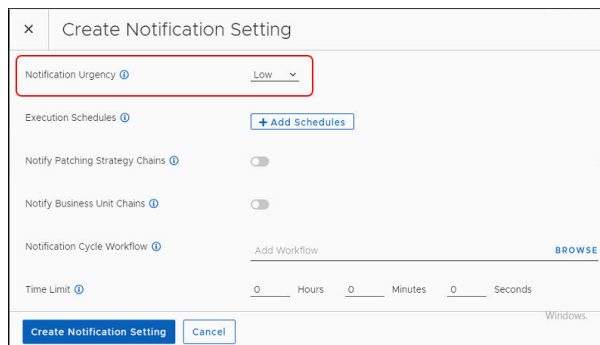 × Create Notification Setting
Notification Urgency Low
Execution Schedules + Add Schedules
Notify Patching Strategy Chains
Notify Business Unit Chains
Notification Cycle Workflow Add Workflow BROWSE
Time Limit 0 Hours 0 Minutes 0 Seconds
Windows.
Create Notification Setting Cancel